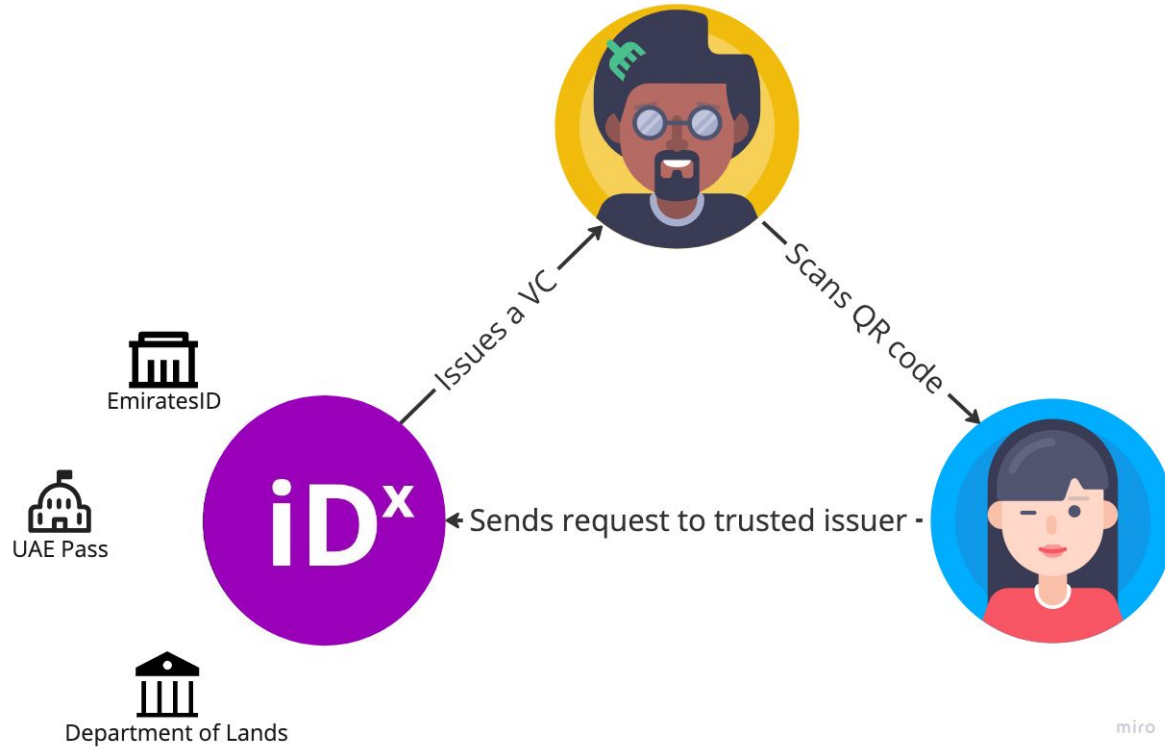 Issues a VC
Scans QR code
EmiratesID
iDx
Sends request to trusted issuer
UAE Pass
Department of Lands
miro